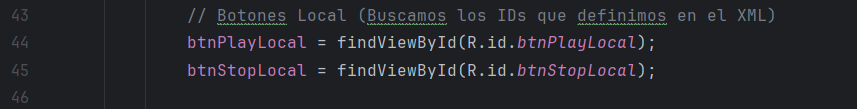 43 // Botones Local (Buscamos los IDs que definimos en el XML)
44 btnPlayLocal = findViewById(R.id.btnPlayLocal);
45 btnStopLocal = findViewById(R.id.btnStopLocal);
46